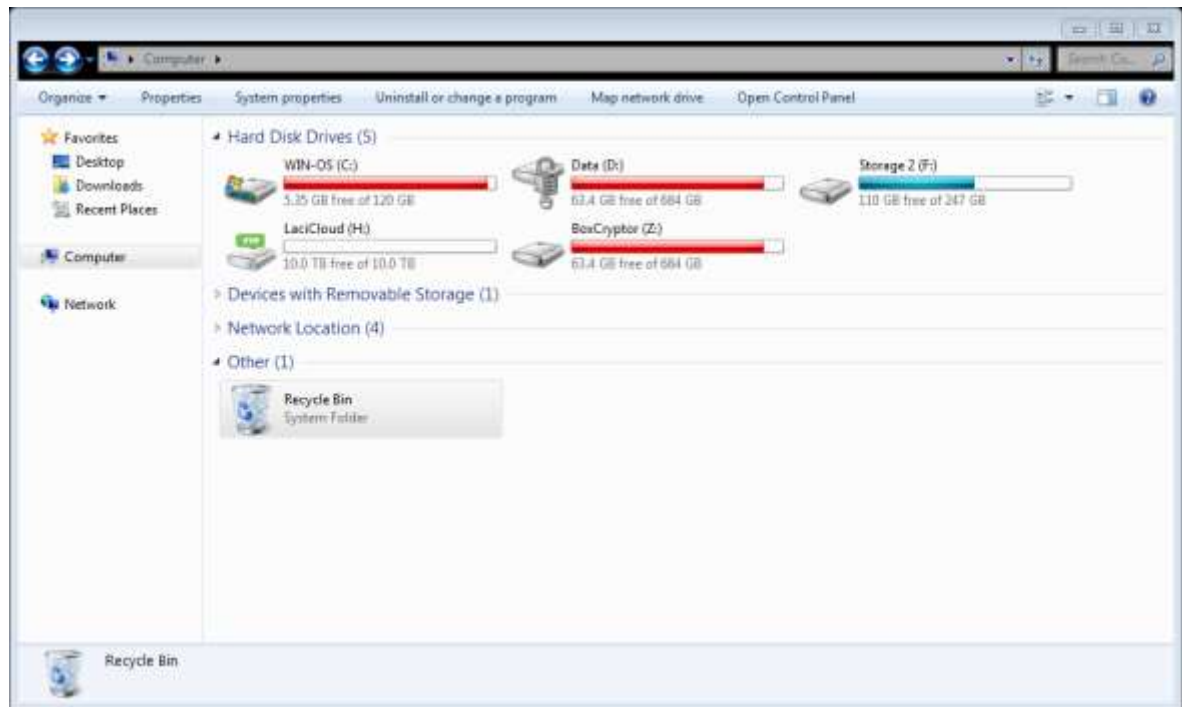 Computer
Search Co...
Organize Properties System properties Uninstall or change a program Map network drive Open Control Panel
Favorites
Desktop
Downloads
Recent Places
Computer
Network
Hard Disk Drives (5)
WIN-OS (C:)
5.35 GB free of 120 GB
Data (D:)
63.4 GB free of 684 GB
Storage 2 (F:)
110 GB free of 247 GB
LaciCloud (H:)
10.0 TB free of 10.0 TB
BoxCryptor (Z:)
63.4 GB free of 684 GB
Devices with Removable Storage (1)
Network Location (4)
Other (1)
Recycle Bin
System Folder
Recycle Bin